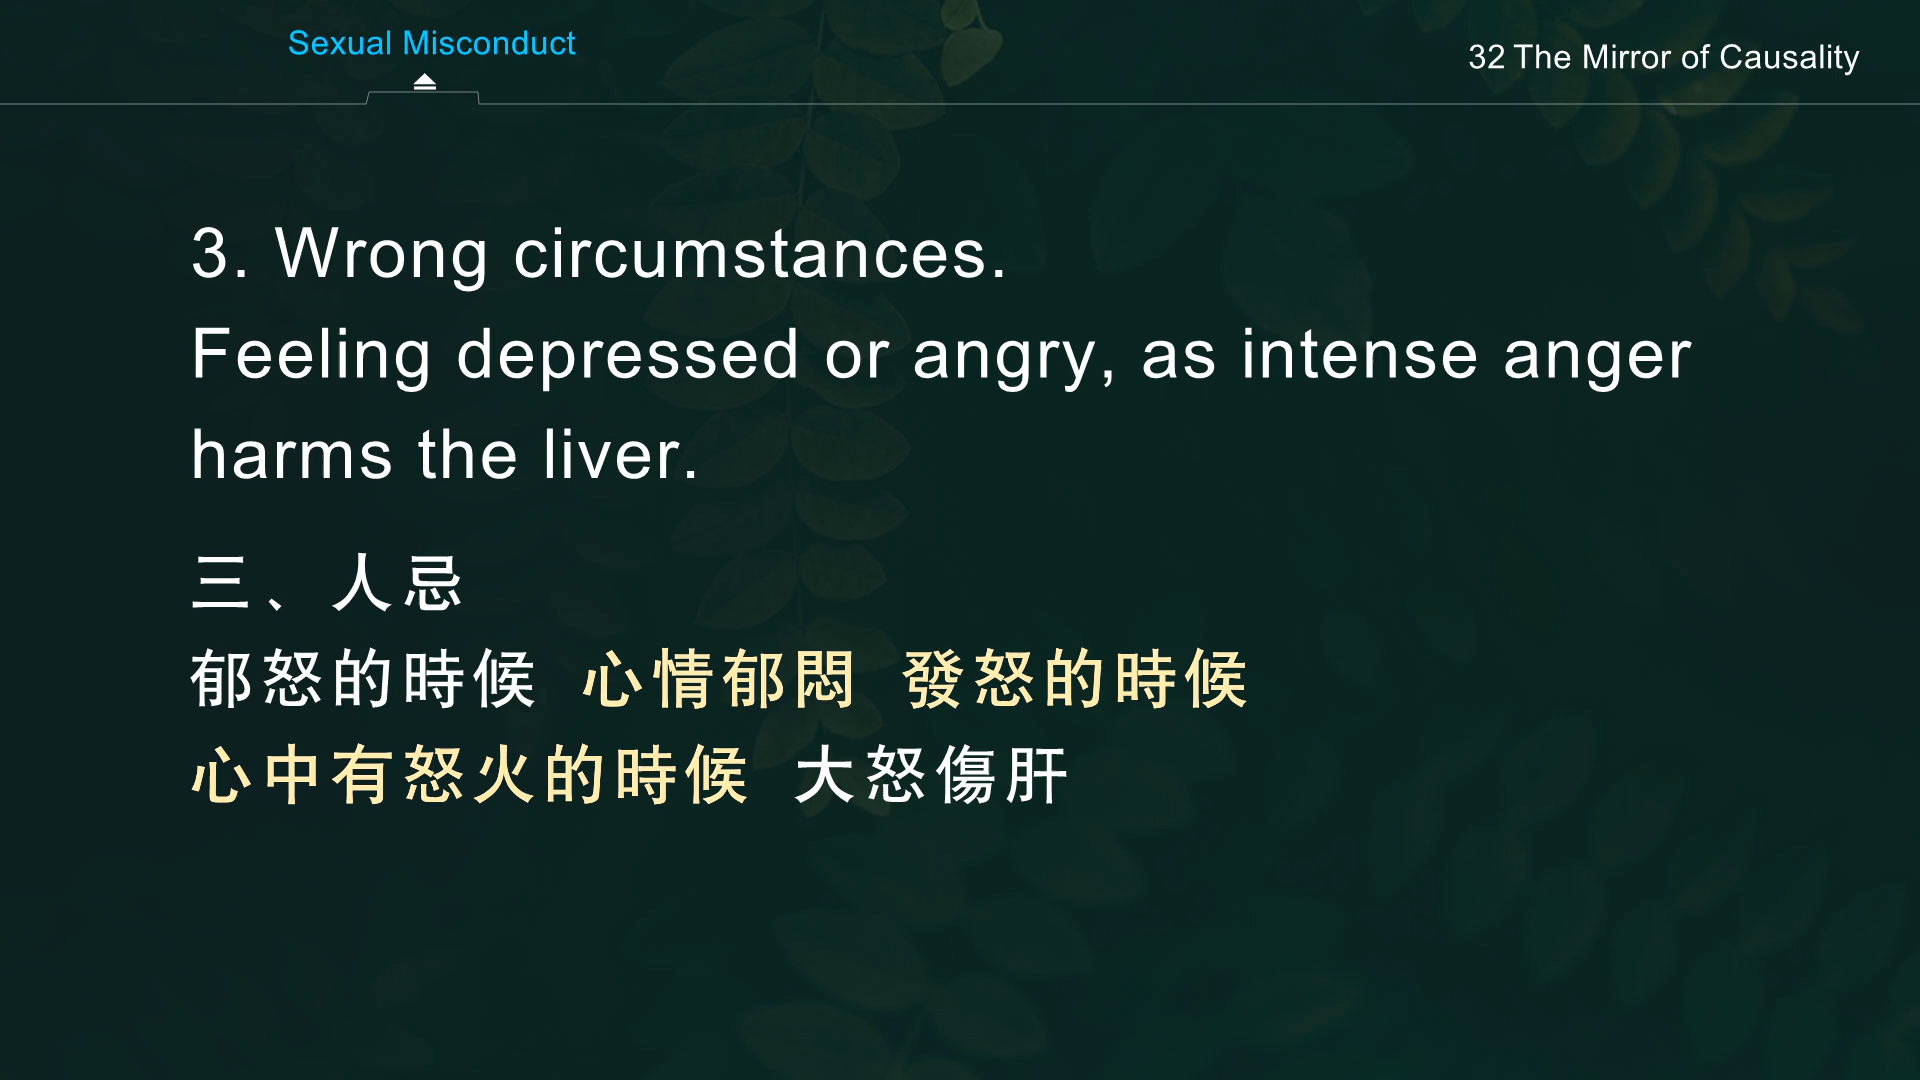 Sexual Misconduct
32 The Mirror of Causality
3. Wrong circumstances.
Feeling depressed or angry, as intense anger
harms the liver.
三、人忌
郁怒的時候 心情郁悶 發怒的時候
心中有怒火的時候 大怒傷肝